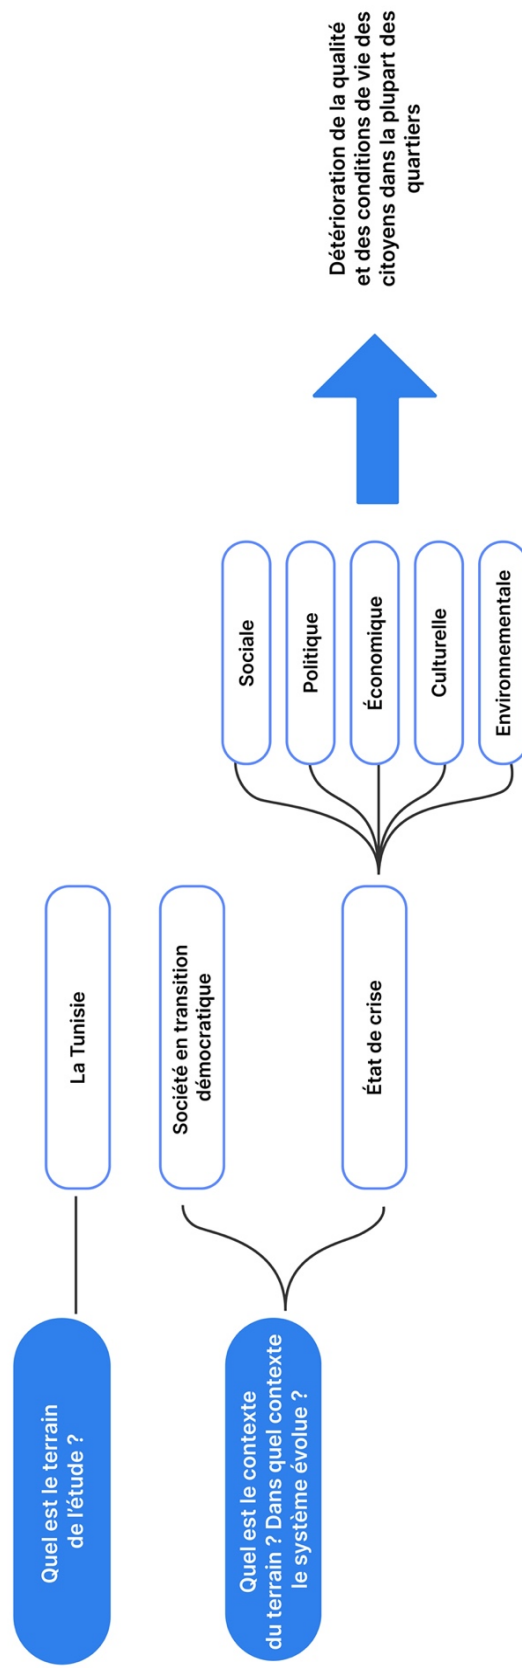 Quel est le terrain
de l'étude ?
La Tunisie
Quel est le contexte
du terrain ? Dans quel contexte
le système évolue ?
Société en transition
démocratique
État de crise
Sociale
Politique
Économique
Culturelle
Environnementale
Détérioration de la qualité
et des conditions de vie des
citoyens dans la plupart des
quartiers